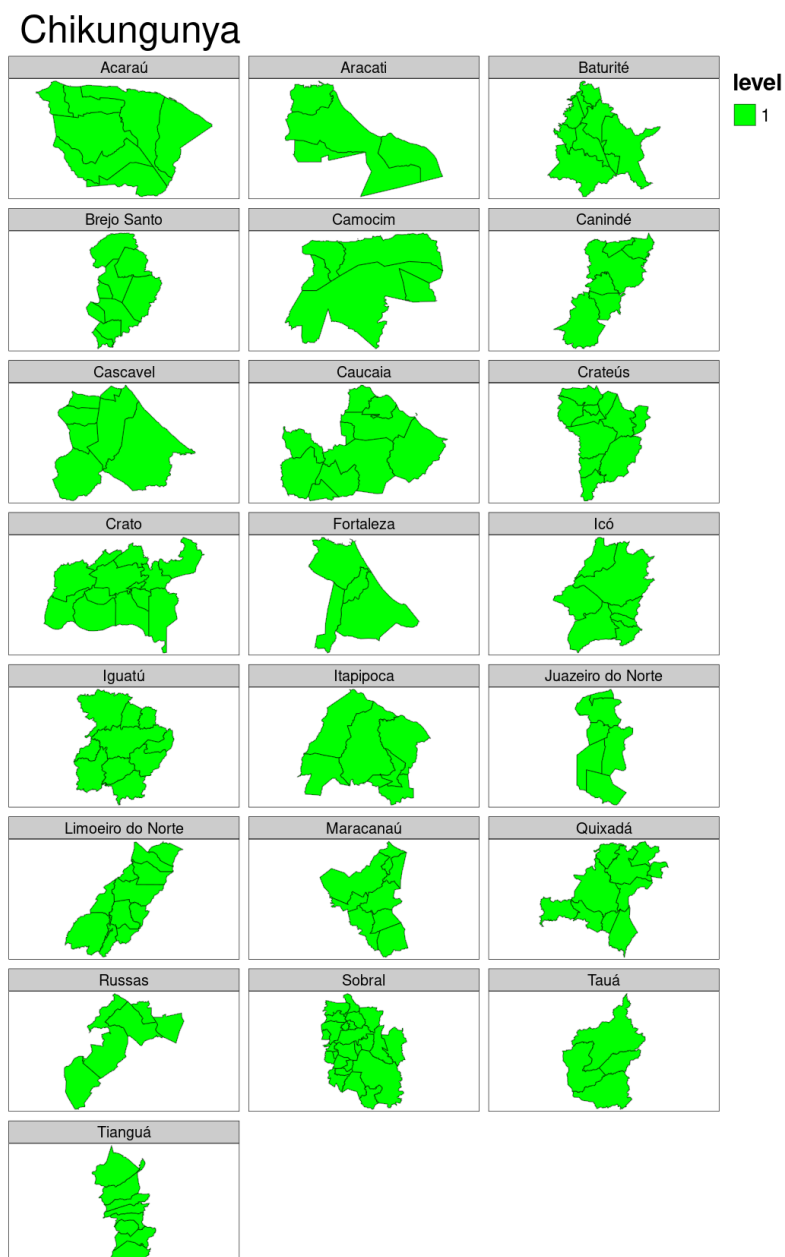 Chikungunya
Acaraú
Aracati
Baturité
level
1
Brejo Santo
Camocim
Canindé
Cascavel
Caucaia
Crateús
Crato
Fortaleza
Icó
Iguatú
Itapipoca
Juazeiro do Norte
Limoeiro do Norte
Maracanaú
Quixadá
Russas
Sobral
Tauá
Tianguá